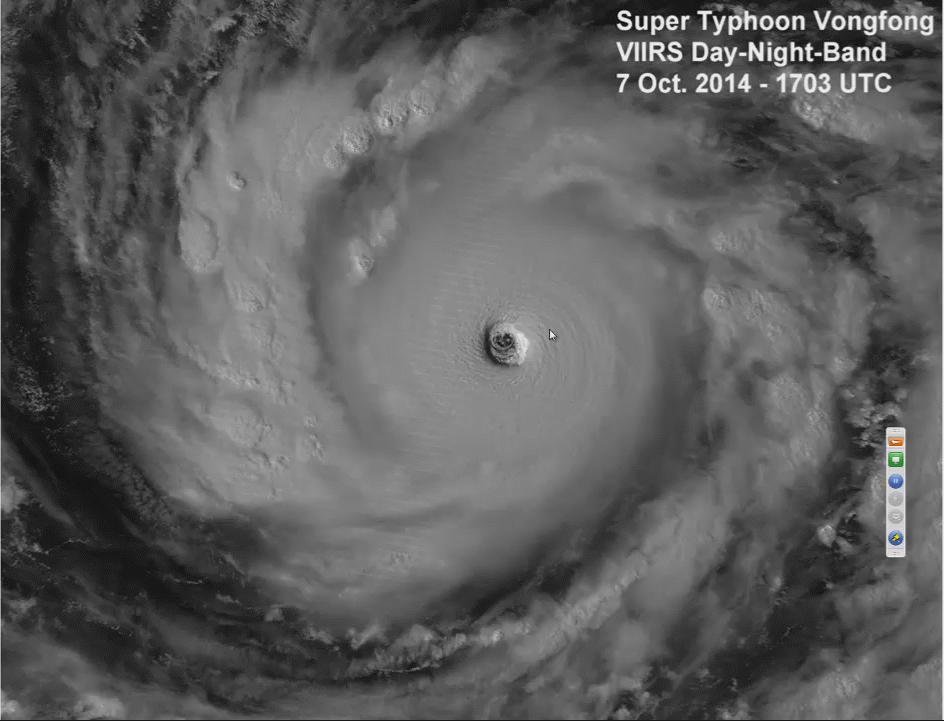 Super Typhoon Vongfong
VIIRS Day-Night-Band
7 Oct. 2014 - 1703 UTC